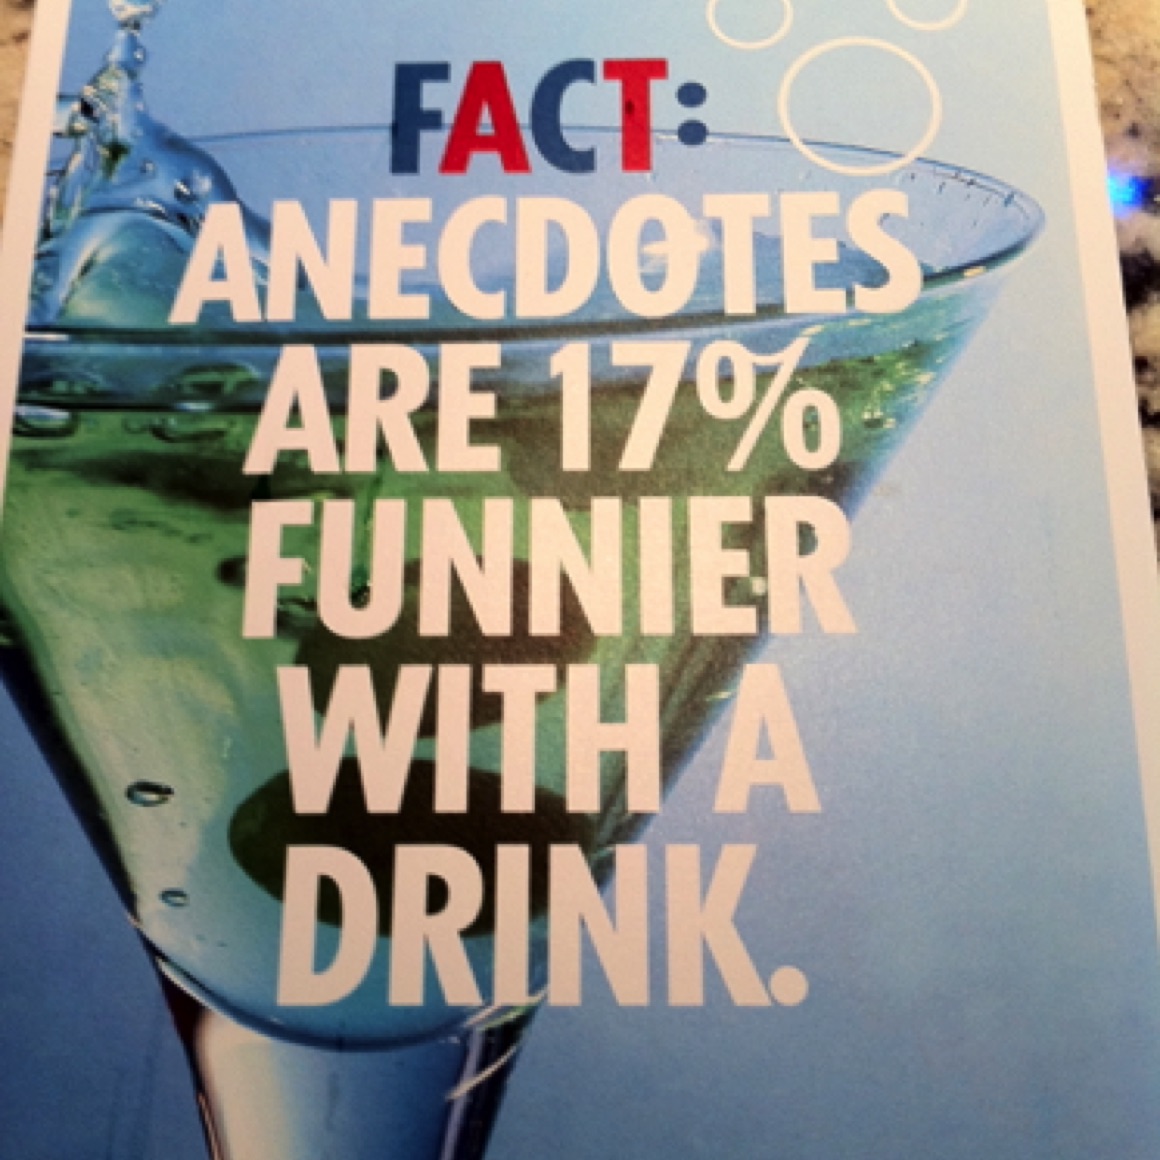 FACT:
ANECDOTES
ARE 17%
FUNNIER
WITH A
DRINK.